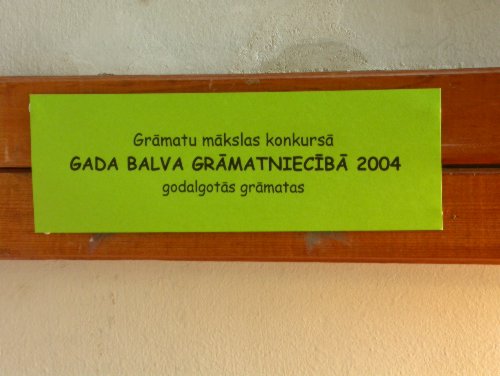 Grāmatu mākslas konkursā
GADA BALVA GRĀMATNIECĪBĀ 2004
godalgotās grāmatas